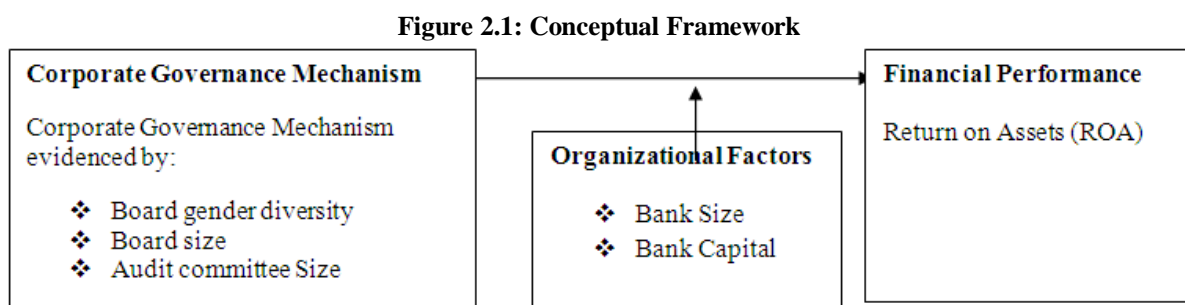 Figure 2.1: Conceptual Framework
Corporate Governance Mechanism
Corporate Governance Mechanism
evidenced by:
❖ Board gender diversity
❖ Board size
❖ Audit committee Size
Organizational Factors
❖ Bank Size
❖ Bank Capital
Financial Performance
Return on Assets (ROA)